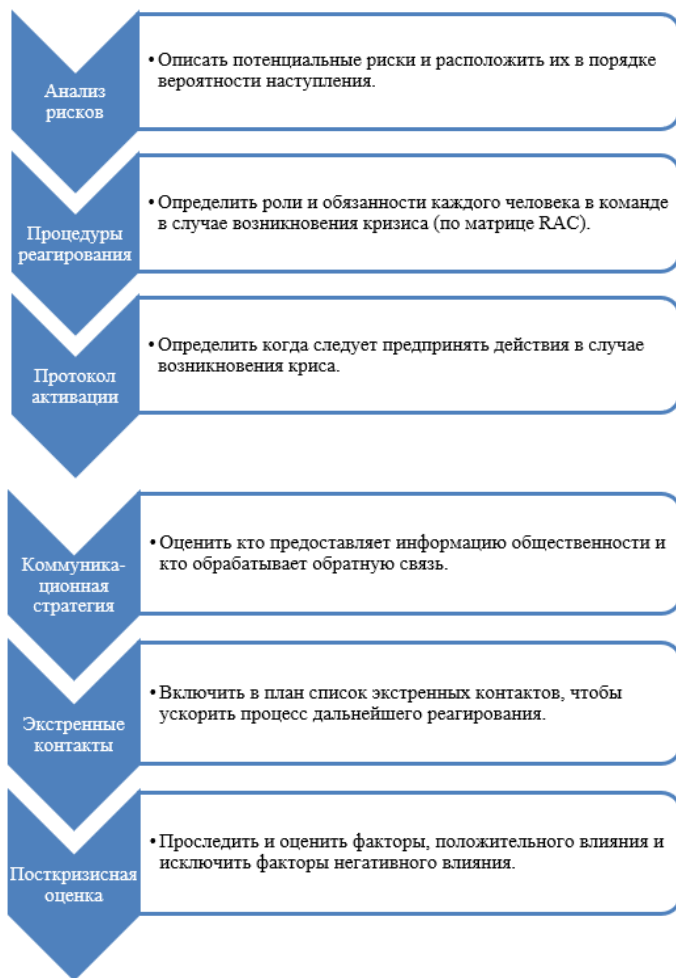 Анализ
рисков
• Описать потенциальные риски и расположить их в порядке
вероятности наступления.
Процедуры
реагирования
• Определить роли и обязанности каждого человека в команде
в случае возникновения кризиса (по матрице RAC).
Протокол
активации
• Определить когда следует предпринять действия в случае
возникновения криса.
Коммуника-
ционная
стратегия
• Оценить кто предоставляет информацию общественности и
кто обрабатывает обратную связь.
Экстренные
контакты
• Включить в план список экстренных контактов, чтобы
ускорить процесс дальнейшего реагирования.
Посткризисная
оценка
• Проследить и оценить факторы, положительного влияния и
исключить факторы негативного влияния.